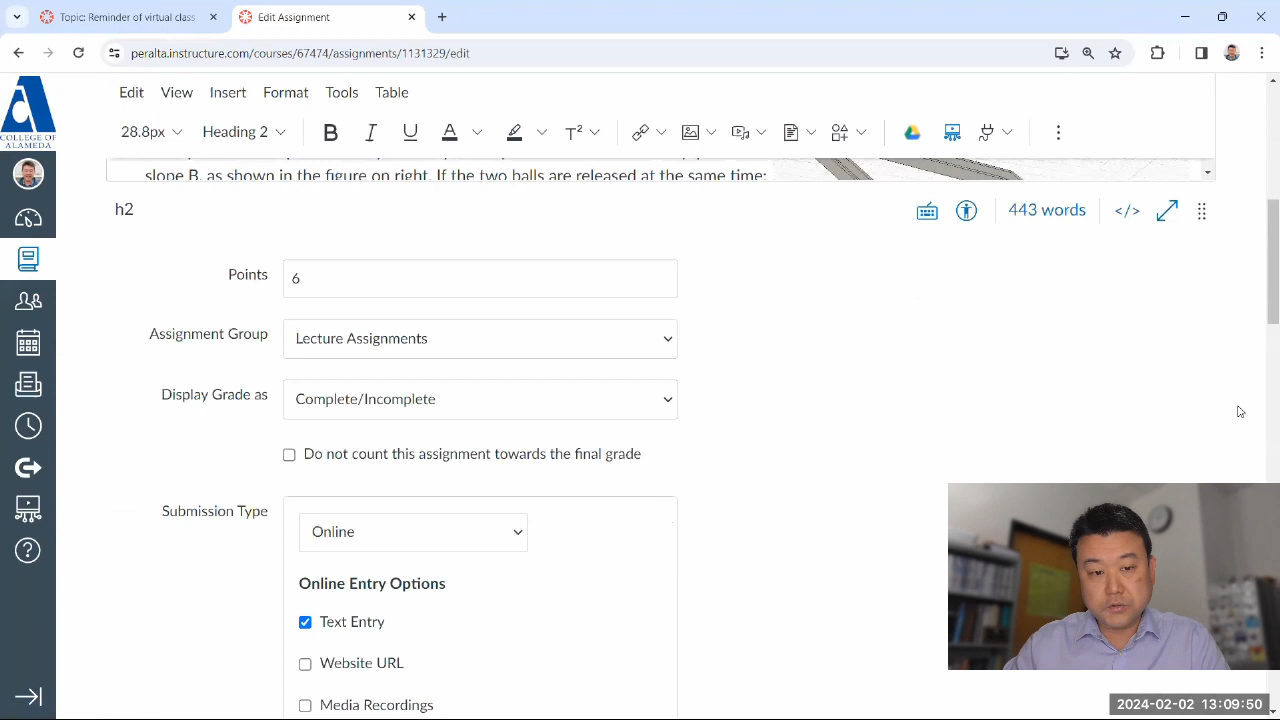 Topic: Reminder of virtual class
Edit Assignment
peralta.instructure.com/courses/67474/assignments/1131329/edit
COLLEGE OF
ALAMEDA
Edit View Insert Format Tools Table
28.8px Heading 2 B I U A T²
slope B, as shown in the figure on right. If the two balls are released at the same time:
h2 443 words </>
Points 6
Assignment Group Lecture Assignments
Display Grade as Complete/Incomplete
Do not count this assignment towards the final grade
Submission Type
Online
Online Entry Options
Text Entry
Website URL
Media Recordings
2024-02-02 13:09:50